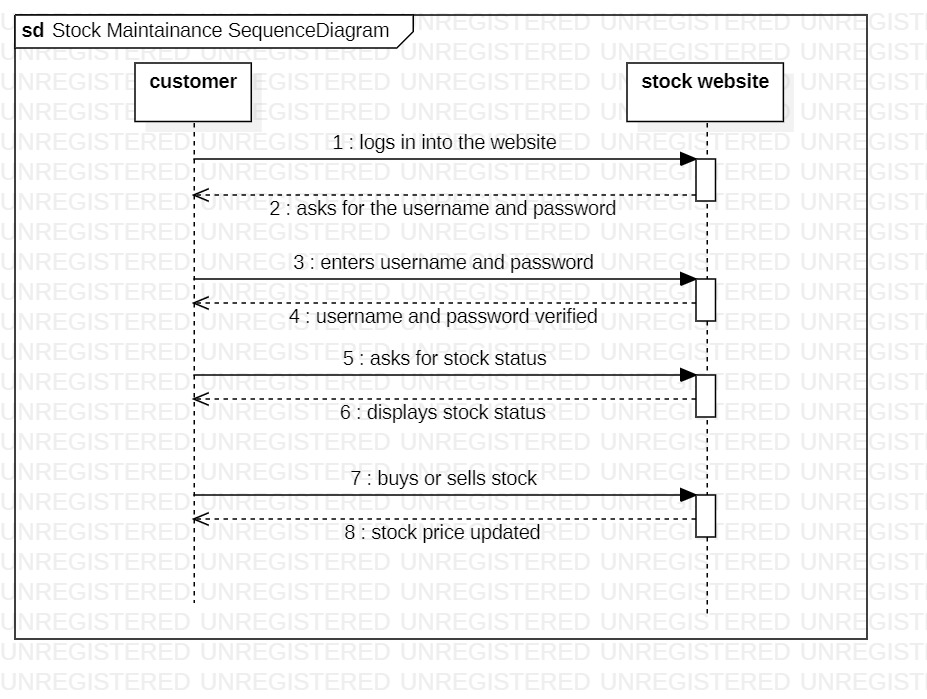 sd Stock Maintainance SequenceDiagram
customer
stock website
1 : logs in into the website
2 : asks for the username and password
3 : enters username and password
4 : username and password verified
5 : asks for stock status
6 : displays stock status
7 : buys or sells stock
8 : stock price updated
UNREGISTERED